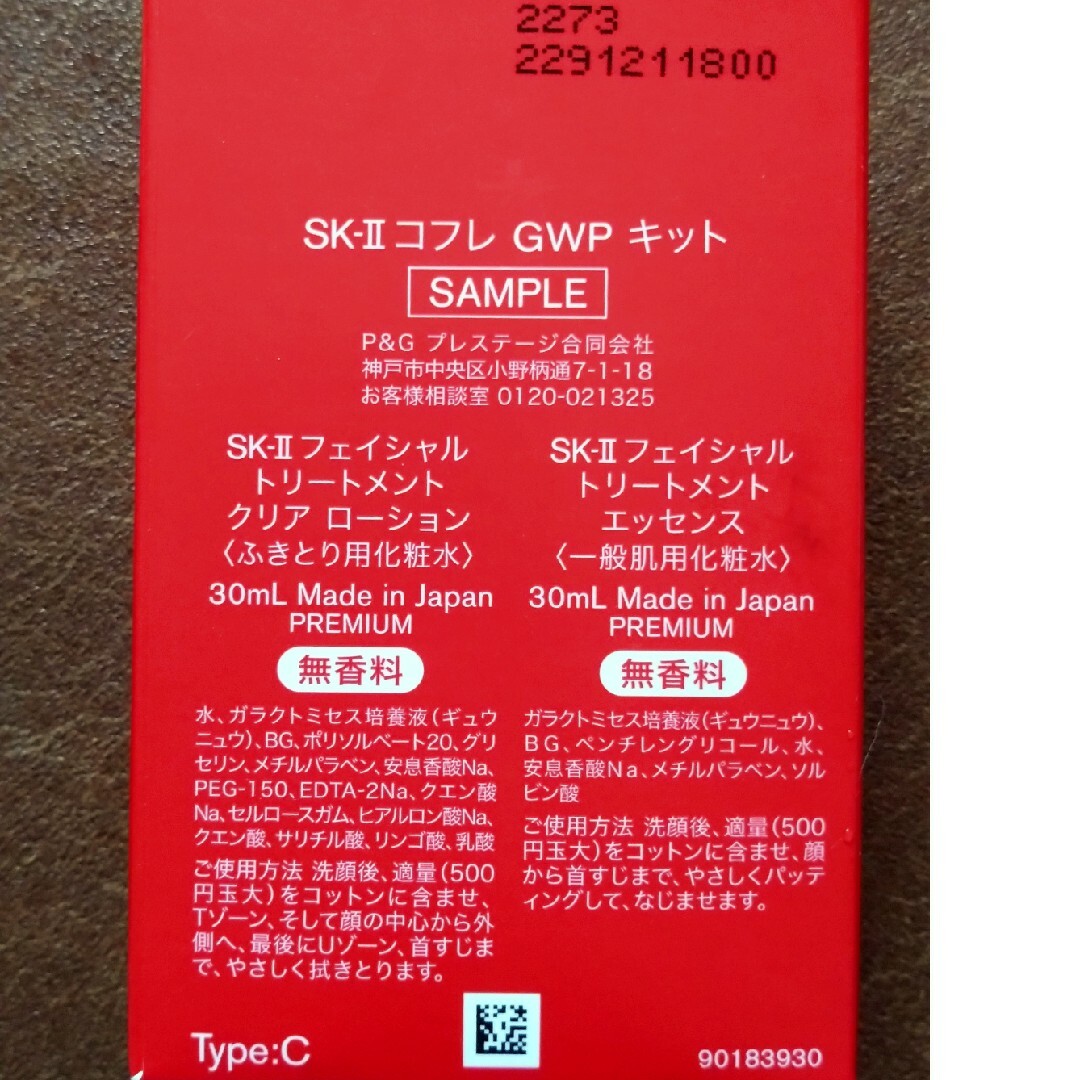 2273
2291211800
SK-Ⅱ コフレ GWP キット
SAMPLE
P&G プレステージ合同会社
神戸市中央区小野柄通7-1-18
お客様相談室 0120-021325
SK-Ⅱフェイシャル
トリートメント
クリア ローション
〈ふきとり用化粧水〉
30mL Made in Japan
PREMIUM
無香料
水、ガラクトミセス培養液(ギュウ
ニュウ)、BG、ポリソルベート20、グリ
セリン、メチルパラベン、安息香酸Na、
PEG-150、EDTA-2Na、クエン酸
Na、セルロースガム、ヒアルロン酸Na、
クエン酸、サリチル酸、リンゴ酸、乳酸
ご使用方法 洗顔後、適量(500
円玉大)をコットンに含ませ、
Tゾーン、そして顔の中心から外
側へ、最後にUゾーン、首すじま
で、やさしく拭きとります。
SK-Ⅱフェイシャル
トリートメント
エッセンス
〈一般肌用化粧水〉
30mL Made in Japan
PREMIUM
無香料
ガラクトミセス培養液(ギュウニュウ)、
BG、ペンチレングリコール、水、
安息香酸Na、メチルパラベン、ソル
ビン酸
ご使用方法 洗顔後、適量(500
円玉大)をコットンに含ませ、顔
から首すじまで、やさしくパッテ
ィングして、なじませます。
Type:C
90183930